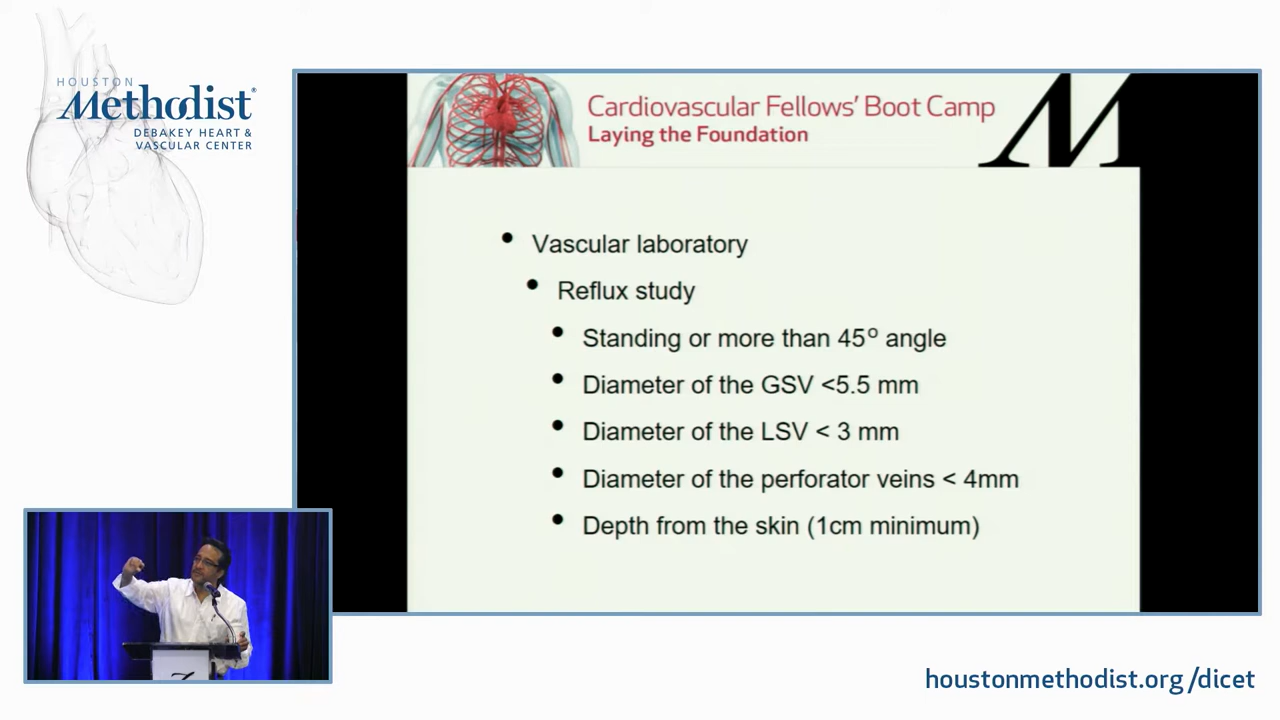 HOUSTON
Methodist®
DEBAKEY HEART &
VASCULAR CENTER
Cardiovascular Fellows' Boot Camp
Laying the Foundation
M
• Vascular laboratory
• Reflux study
• Standing or more than 45º angle
• Diameter of the GSV <5.5 mm
• Diameter of the LSV < 3 mm
• Diameter of the perforator veins < 4mm
• Depth from the skin (1cm minimum)
houstonmethodist.org/dicet